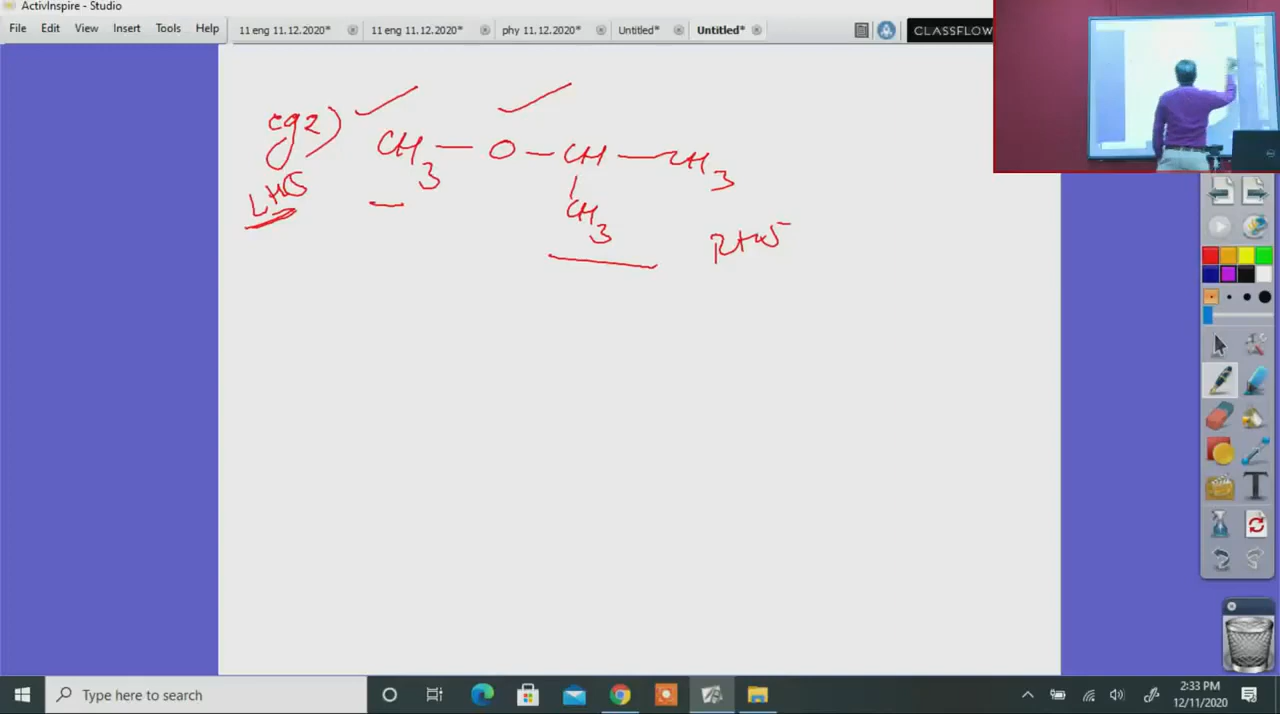 ActivInspire - Studio
File Edit View Insert Tools Help
11 eng 11.12.2020* 11 eng 11.12.2020* phy 11.12.2020* Untitled* Untitled* CLASSFLOW
eg2) CH3 — O — CH — CH3
CH3
LHS
RHS
T
Type here to search
2:33 PM
12/11/2020